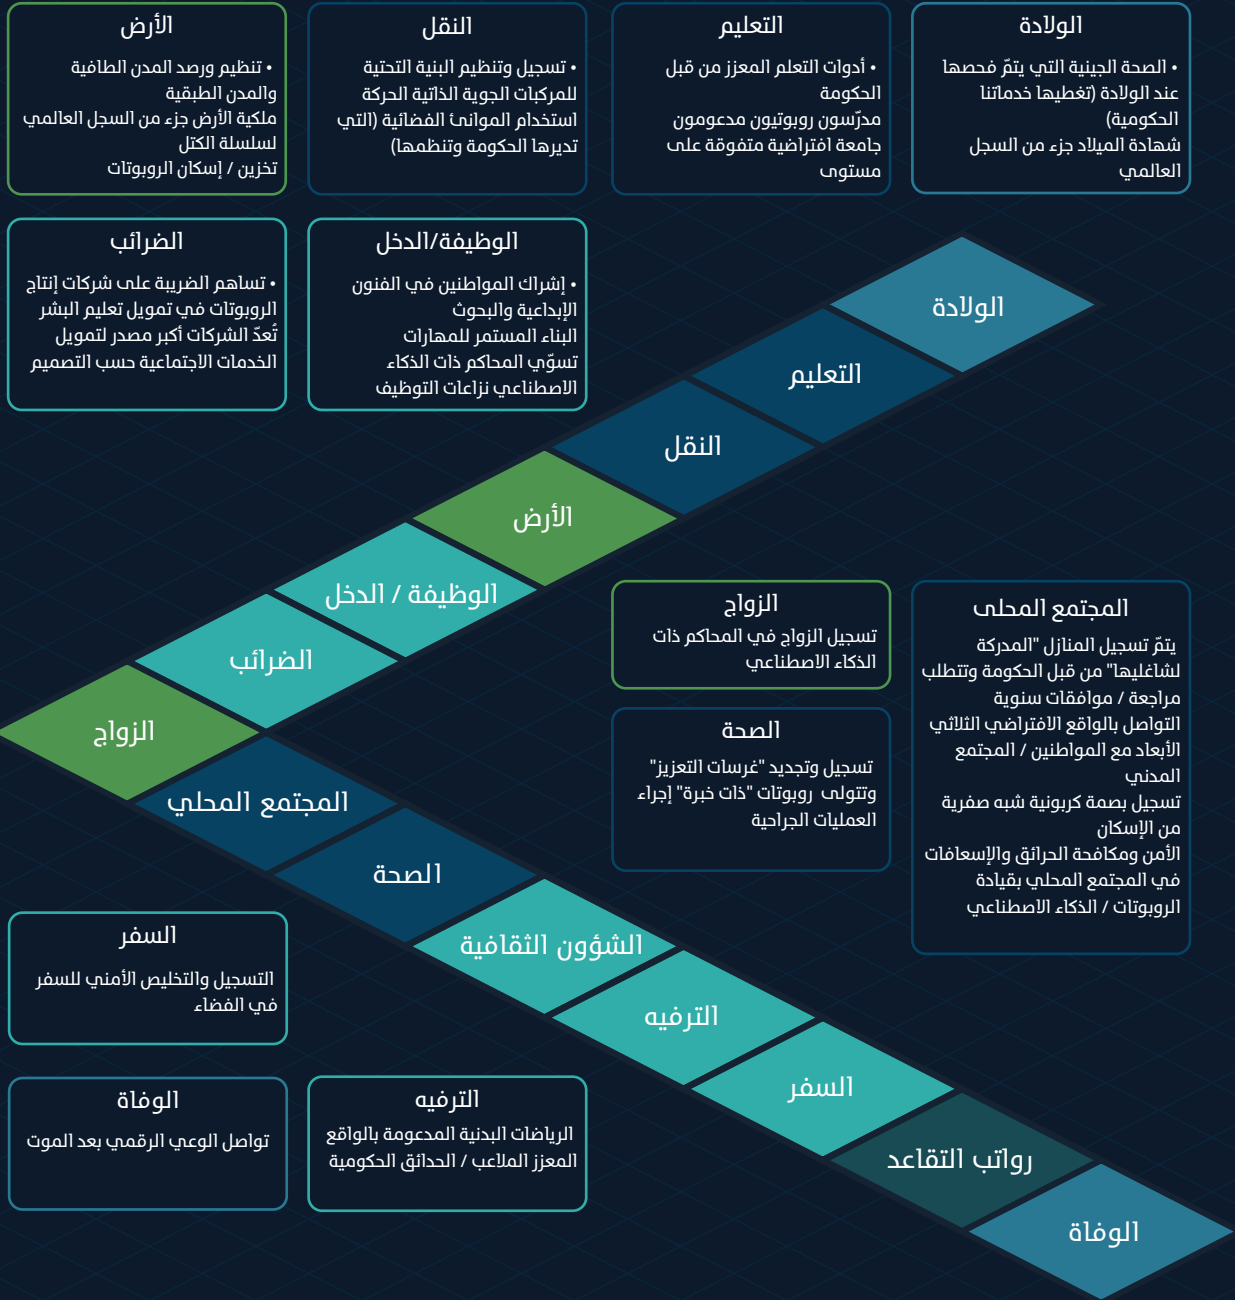 الولادة
• الصحة الجينية التي يتمّ فحصها
عند الولادة (تغطيها خدماتنا
الحكومية)
شهادة الميلاد جزء من السجل
العالمي
التعليم
• أدوات التعلم المعزز من قبل
الحكومة
مدرّسون روبوتيون مدعومون
جامعة افتراضية متفوقة على
مستوى
النقل
• تسجيل وتنظيم البنية التحتية
للمركبات الجوية الذاتية الحركة
استخدام الموانئ الفضائية (التي
تديرها الحكومة وتنظمها)
الأرض
• تنظيم ورصد المدن الطافية
والمدن الطبقية
ملكية الأرض جزء من السجل العالمي
لسلسلة الكتل
تخزين / إسكان الروبوتات
الوظيفة/الدخل
• إشراك المواطنين في الفنون
الإبداعية والبحوث
البناء المستمر للمهارات
تسوّي المحاكم ذات الذكاء
الاصطناعي نزاعات التوظيف
الضرائب
• تساهم الضريبة على شركات إنتاج
الروبوتات في تمويل تعليم البشر
تُعدّ الشركات أكبر مصدر لتمويل
الخدمات الاجتماعية حسب التصميم
الولادة
التعليم
النقل
الأرض
الوظيفة / الدخل
الضرائب
الزواج
المجتمع المحلي
الصحة
الشؤون الثقافية
الترفيه
السفر
رواتب التقاعد
الوفاة
المجتمع المحلى
يتمّ تسجيل المنازل "المدركة
لشاغليها" من قبل الحكومة وتتطلب
مراجعة / موافقات سنوية
التواصل بالواقع الافتراضي الثلاثي
الأبعاد مع المواطنين / المجتمع
المدني
تسجيل بصمة كربونية شبه صفرية
من الإسكان
الأمن ومكافحة الحرائق والإسعافات
في المجتمع المحلي بقيادة
الروبوتات / الذكاء الاصطناعي
الزواج
تسجيل الزواج في المحاكم ذات
الذكاء الاصطناعي
الصحة
تسجيل وتجديد "غرسات التعزيز"
وتتولى روبوتات "ذات خبرة" إجراء
العمليات الجراحية
السفر
التسجيل والتخليص الأمني للسفر
في الفضاء
الترفيه
الرياضات البدنية المدعومة بالواقع
المعزز الملاعب / الحدائق الحكومية
الوفاة
تواصل الوعي الرقمي بعد الموت